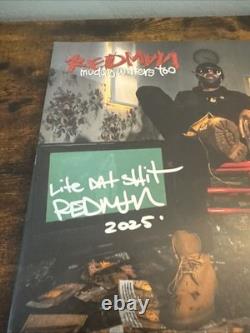 REDMAN
muddy waters too
Lite DAt SHit
REDMAN
2025.